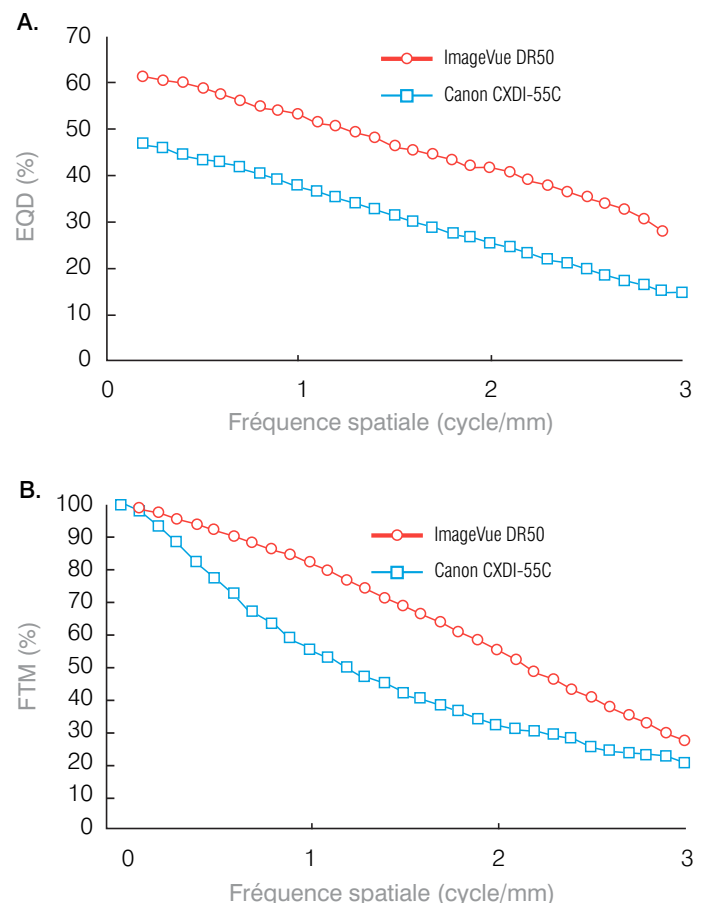 A.
70
60
50
40
30
20
10
0
EQD (%)
ImageVue DR50
Canon CXDI-55C
0 1 2 3
Fréquence spatiale (cycle/mm)
B.
100
90
80
70
60
50
40
30
20
10
0
FTM (%)
ImageVue DR50
Canon CXDI-55C
0 1 2 3
Fréquence spatiale (cycle/mm)